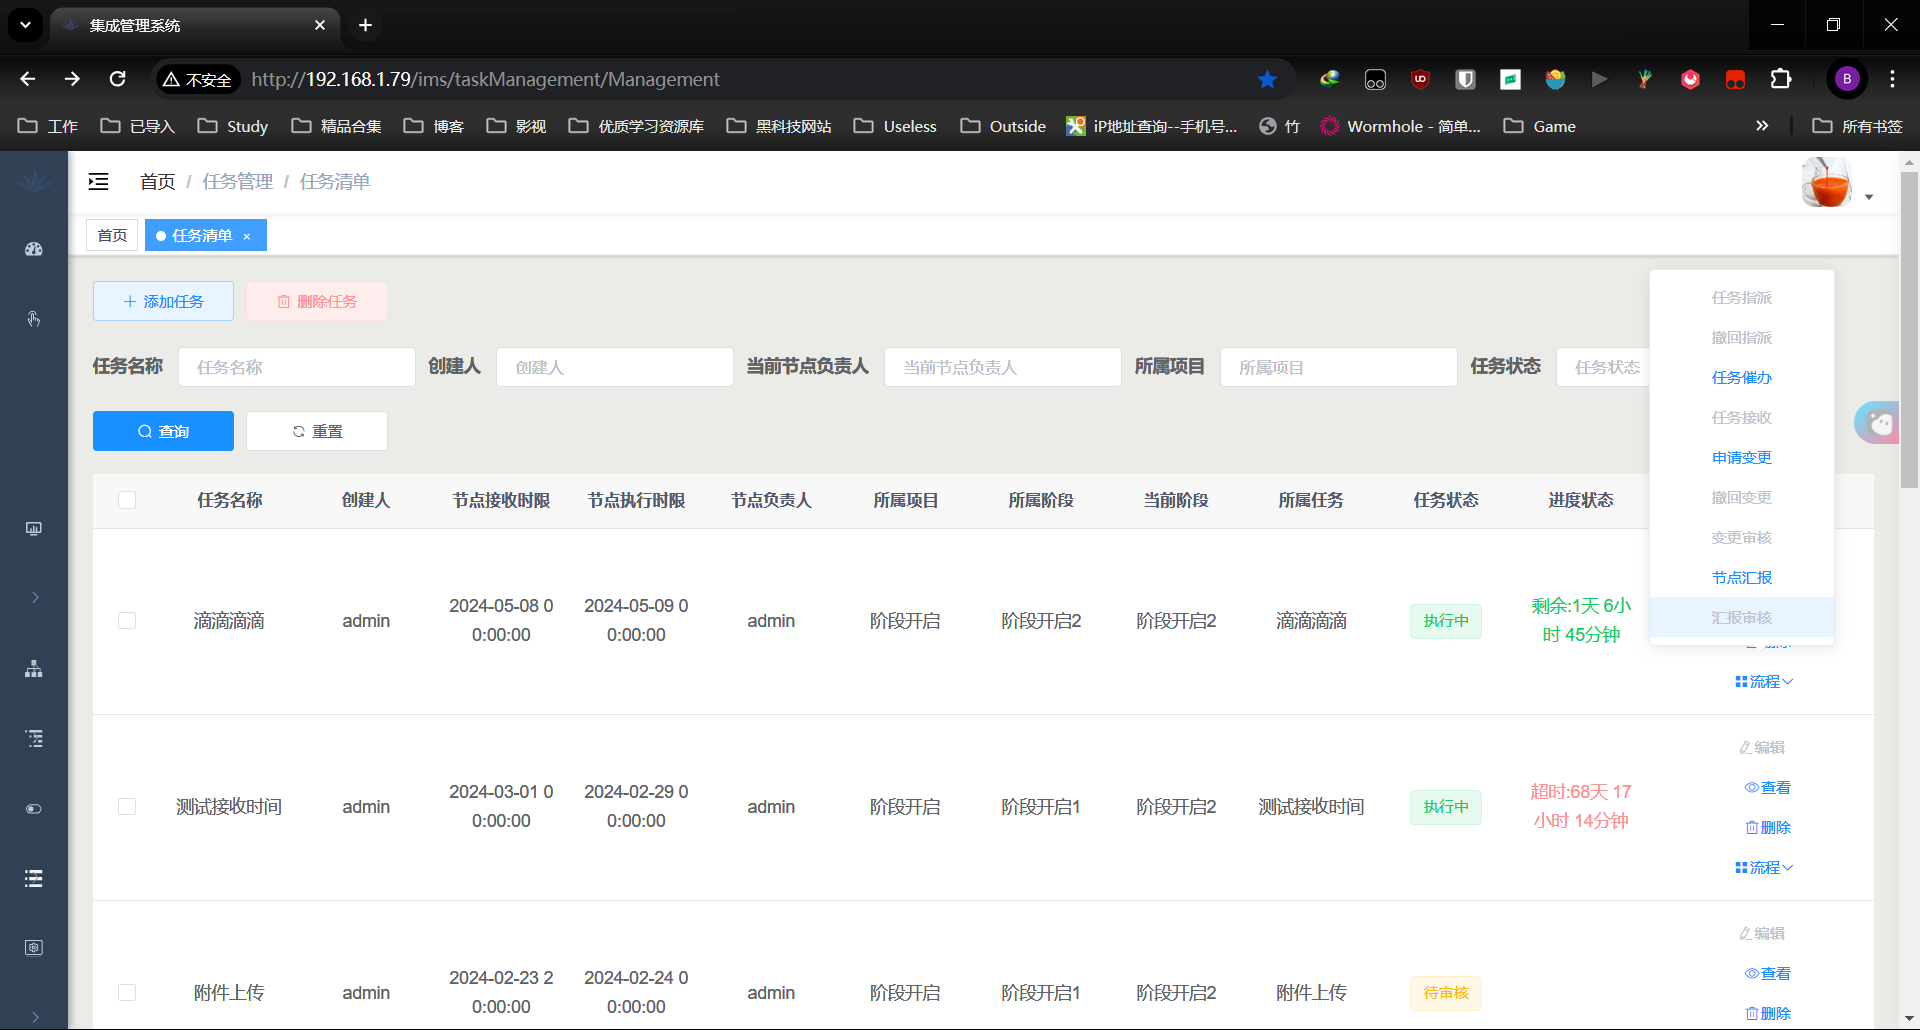 集成管理系统
不安全 http://192.168.1.79/ims/taskManagement/Management
UD
B
工作 已导入 Study 精品合集 博客 影视 优质学习资源库 黑科技网站 Useless Outside iP地址查询--手机号... 竹 Wormhole - 简单... Game 所有书签
首页 / 任务管理 / 任务清单
首页 任务清单
添加任务 删除任务
任务名称 任务名称 创建人 创建人 当前节点负责人 当前节点负责人 所属项目 所属项目 任务状态 任务状态
查询 重置
任务指派
撤回指派
任务催办
任务接收
申请变更
撤回变更
变更审核
节点汇报
汇报审核
任务名称 创建人 节点接收时限 节点执行时限 节点负责人 所属项目 所属阶段 当前阶段 所属任务 任务状态 进度状态
滴滴滴滴 admin 2024-05-08 0
0:00:00 2024-05-09 0
0:00:00 admin 阶段开启 阶段开启2 阶段开启2 滴滴滴滴 执行中 剩余:1天 6小
时 45分钟
删除
流程
测试接收时间 admin 2024-03-01 0
0:00:00 2024-02-29 0
0:00:00 admin 阶段开启 阶段开启1 阶段开启2 测试接收时间 执行中 超时:68天 17
小时 14分钟
编辑
查看
删除
流程
附件上传 admin 2024-02-23 2
0:00:00 2024-02-24 0
0:00:00 admin 阶段开启 阶段开启1 阶段开启2 附件上传 待审核
编辑
查看
删除